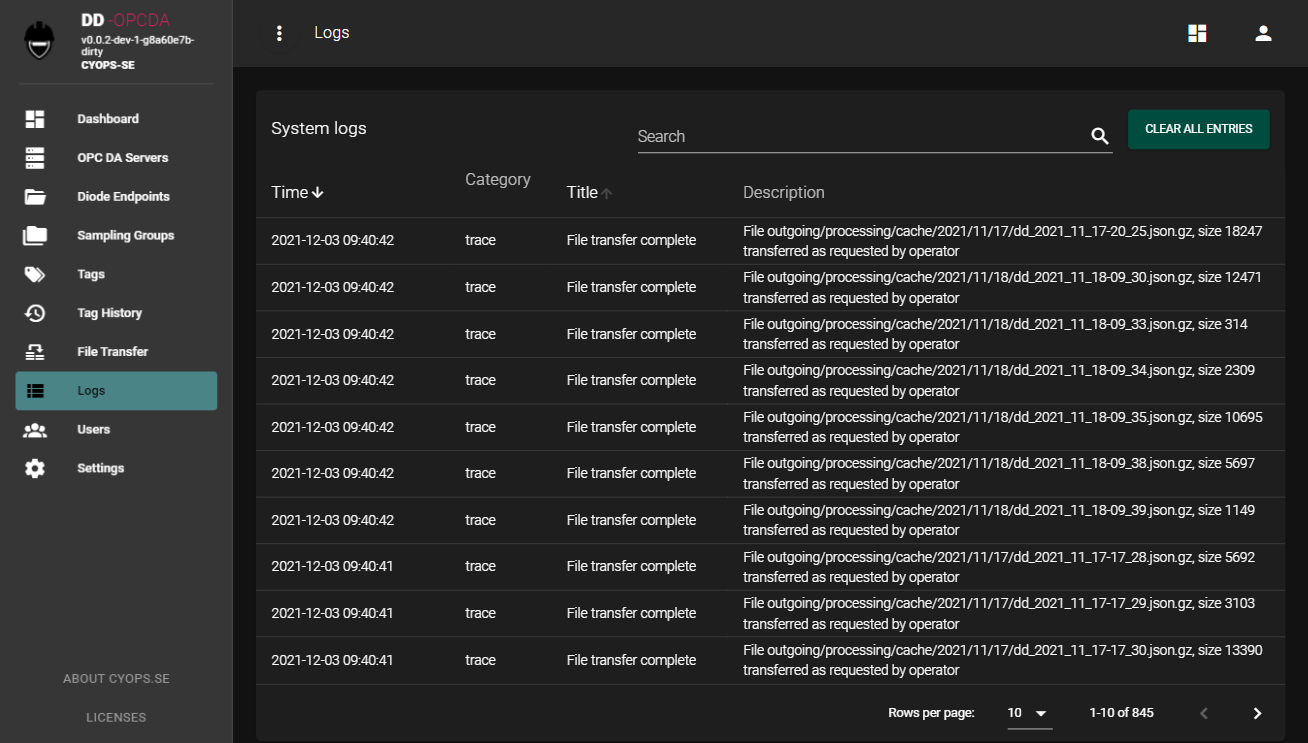 DD -OPCDA
v0.0.2-dev-1-g8a60e7b-
dirty
CYOPS-SE
Dashboard
OPC DA Servers
Diode Endpoints
Sampling Groups
Tags
Tag History
File Transfer
Logs
Users
Settings
ABOUT CYOPS.SE
LICENSES
Logs
System logs
Search
CLEAR ALL ENTRIES
Time Category Title Description
2021-12-03 09:40:42 trace File transfer complete File outgoing/processing/cache/2021/11/17/dd_2021_11_17-20_25.json.gz, size 18247
transferred as requested by operator
2021-12-03 09:40:42 trace File transfer complete File outgoing/processing/cache/2021/11/18/dd_2021_11_18-09_30.json.gz, size 12471
transferred as requested by operator
2021-12-03 09:40:42 trace File transfer complete File outgoing/processing/cache/2021/11/18/dd_2021_11_18-09_33.json.gz, size 314
transferred as requested by operator
2021-12-03 09:40:42 trace File transfer complete File outgoing/processing/cache/2021/11/18/dd_2021_11_18-09_34.json.gz, size 2309
transferred as requested by operator
2021-12-03 09:40:42 trace File transfer complete File outgoing/processing/cache/2021/11/18/dd_2021_11_18-09_35.json.gz, size 10695
transferred as requested by operator
2021-12-03 09:40:42 trace File transfer complete File outgoing/processing/cache/2021/11/18/dd_2021_11_18-09_38.json.gz, size 5697
transferred as requested by operator
2021-12-03 09:40:42 trace File transfer complete File outgoing/processing/cache/2021/11/18/dd_2021_11_18-09_39.json.gz, size 1149
transferred as requested by operator
2021-12-03 09:40:41 trace File transfer complete File outgoing/processing/cache/2021/11/17/dd_2021_11_17-17_28.json.gz, size 5692
transferred as requested by operator
2021-12-03 09:40:41 trace File transfer complete File outgoing/processing/cache/2021/11/17/dd_2021_11_17-17_29.json.gz, size 3103
transferred as requested by operator
2021-12-03 09:40:41 trace File transfer complete File outgoing/processing/cache/2021/11/17/dd_2021_11_17-17_30.json.gz, size 13390
transferred as requested by operator
Rows per page: 10 1-10 of 845